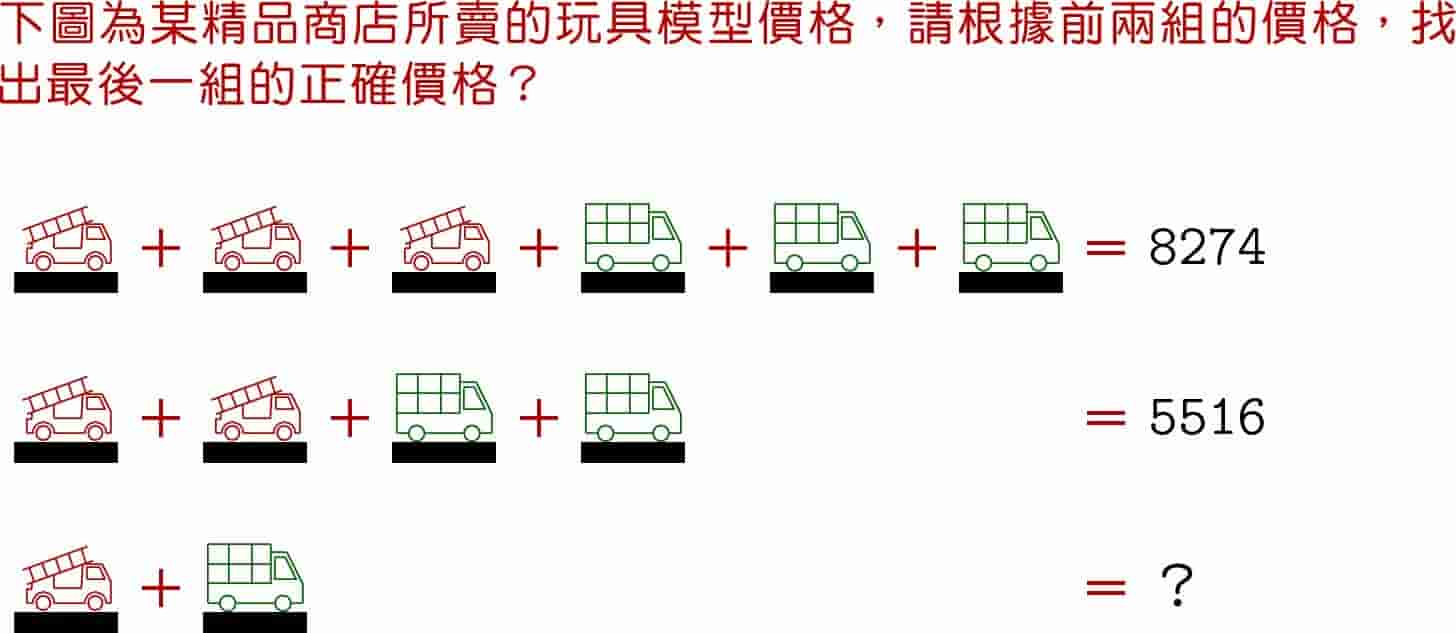 下圖為某精品商店所賣的玩具模型價格，請根據前兩組的價格，找
出最後一組的正確價格？
+ + + + + = 8274
+ + + = 5516
+ = ?